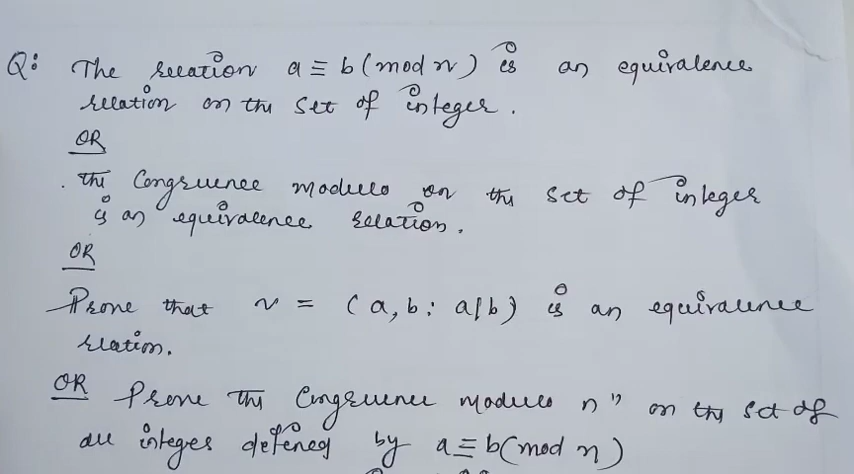 Q: The relation a ≡ b (mod n) is an equivalence
relation on the set of integer.
OR
. The Congruence modulo on the set of integer
is an equivalence relation.
OR
Prove that r = (a, b: a/b) is an equivalence
relation.
OR Prove the Congruence modulo n" on the set of
all integes defened by a ≡ b (mod n)